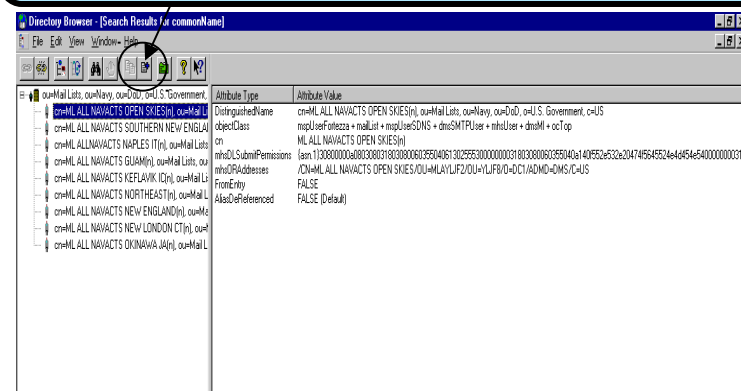 Directory Browser - [Search Results for commonName]
File Edit View Window- Help
ou=Mail Lists, ou=Navy, ou=DoD, o=U.S. Government,
cn=ML ALL NAVACTS OPEN SKIES(n), ou=Mail Li
cn=ML ALL NAVACTS SOUTHERN NEW ENGLA
cn=ML ALLNAVACTS NAPLES IT(n), ou=Mail Lists
cn=ML ALL NAVACTS GUAM(n), ou=Mail Lists, ou
cn=ML ALL NAVACTS KEFLAVIK IC(n), ou=Mail Li
cn=ML ALL NAVACTS NORTHEAST(n), ou=Mail L
cn=ML ALL NAVACTS NEW ENGLAND(n), ou=Ma
cn=ML ALL NAVACTS NEW LONDON CT(n), ou=
cn=ML ALL NAVACTS OKINAWA JA(n), ou=Mail L
Attribute Type Attribute Value
DistinguishedName cn=ML ALL NAVACTS OPEN SKIES(n), ou=Mail Lists, ou=Navy, ou=DoD, o=U.S. Government, c=US
objectClass mspUserFortezza + mailList + mspUserSDNS + dmsSMTPUser + mhsUser + dmsMl + ocTop
cn ML ALL NAVACTS OPEN SKIES(n)
mhsDLSubmitPermissions
mhsORAddresses /CN=ML ALL NAVACTS OPEN SKIES/OU=MLAYLJF2/OU=YLJF8/O=DC1/ADMD=DMS/C=US
FromEntry FALSE
AliasDeReferenced FALSE (Default)